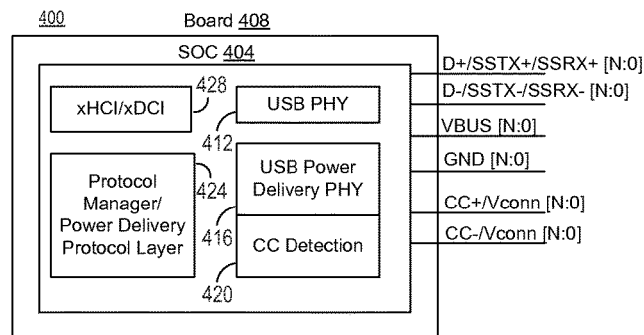 400
Board 408
SOC 404
xHCI/xDCI
428
USB PHY
412
Protocol
Manager/
Power Delivery
Protocol Layer
424
USB Power
Delivery PHY
416
CC Detection
420
D+/SSTX+/SSRX+ [N:0]
D-/SSTX-/SSRX- [N:0]
VBUS [N:0]
GND [N:0]
CC+/Vconn [N:0]
CC-/Vconn [N:0]